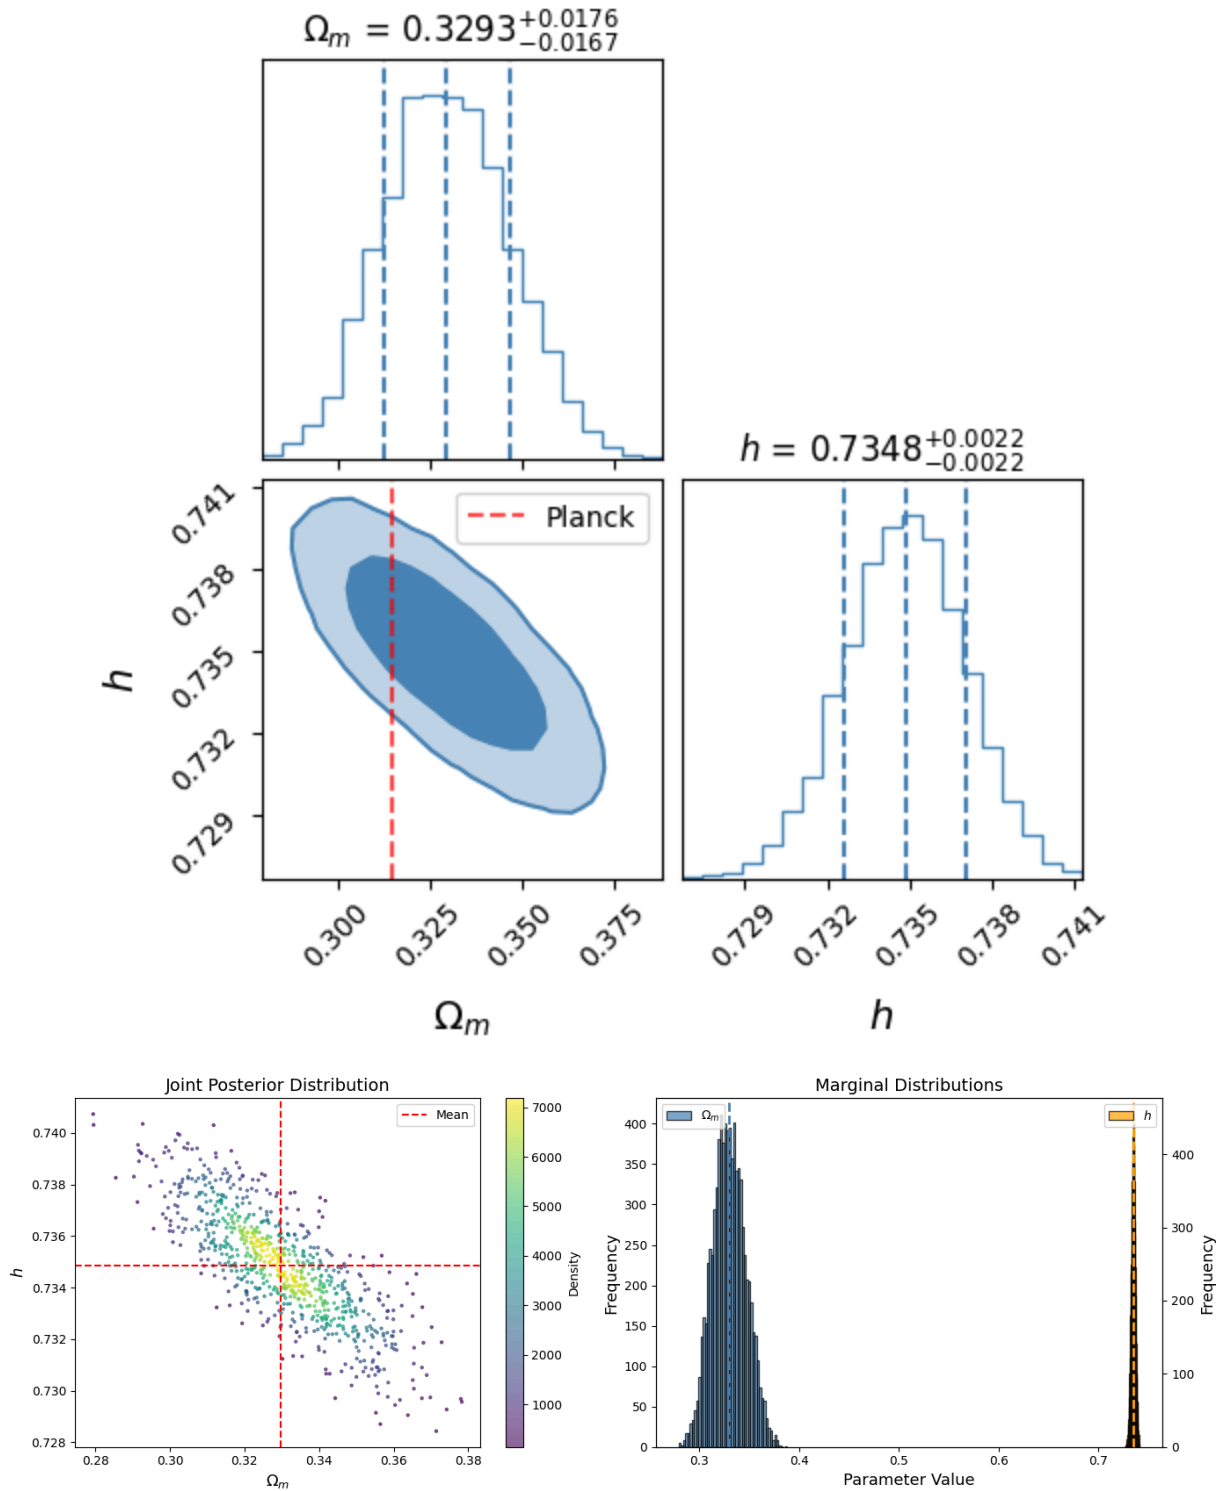 Ωₘ = 0.3293 +0.0176 −0.0167
h = 0.7348 +0.0022 −0.0022
Planck
h
0.741
0.738
0.735
0.732
0.729
0.300 0.325 0.350 0.375
Ωₘ
0.729 0.732 0.735 0.738 0.741
h
Joint Posterior Distribution
Mean
h
0.740
0.738
0.736
0.734
0.732
0.730
0.728
0.28 0.30 0.32 0.34 0.36 0.38
Ωₘ
7000
6000
5000
4000
3000
2000
1000
Density
Marginal Distributions
Ωₘ
h
Frequency
400
350
300
250
200
150
100
50
0
0.3 0.4 0.5 0.6 0.7
Parameter Value
400
300
200
100
0
Frequency